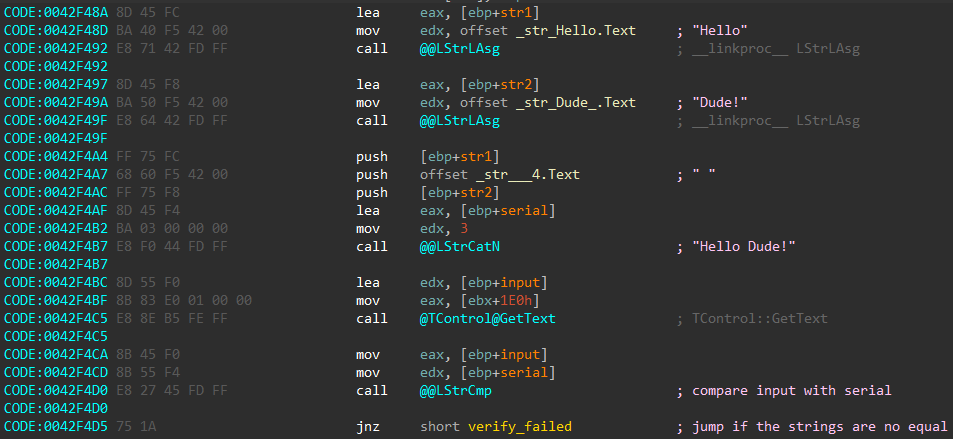 CODE:0042F48A 8D 45 FC lea eax, [ebp+str1]
CODE:0042F48D BA 40 F5 42 00 mov edx, offset _str_Hello.Text ; "Hello"
CODE:0042F492 E8 71 42 FD FF call @@LStrLAsg ; __linkproc__ LStrLAsg
CODE:0042F492
CODE:0042F497 8D 45 F8 lea eax, [ebp+str2]
CODE:0042F49A BA 50 F5 42 00 mov edx, offset _str_Dude_.Text ; "Dude!"
CODE:0042F49F E8 64 42 FD FF call @@LStrLAsg ; __linkproc__ LStrLAsg
CODE:0042F49F
CODE:0042F4A4 FF 75 FC push [ebp+str1]
CODE:0042F4A7 68 60 F5 42 00 push offset _str___4.Text ; " "
CODE:0042F4AC FF 75 F8 push [ebp+str2]
CODE:0042F4AF 8D 45 F4 lea eax, [ebp+serial]
CODE:0042F4B2 BA 03 00 00 00 mov edx, 3
CODE:0042F4B7 E8 F0 44 FD FF call @@LStrCatN ; "Hello Dude!"
CODE:0042F4B7
CODE:0042F4BC 8D 55 F0 lea edx, [ebp+input]
CODE:0042F4BF 8B 83 E0 01 00 00 mov eax, [ebx+1E0h]
CODE:0042F4C5 E8 8E B5 FE FF call @TControl@GetText ; TControl::GetText
CODE:0042F4C5
CODE:0042F4CA 8B 45 F0 mov eax, [ebp+input]
CODE:0042F4CD 8B 55 F4 mov edx, [ebp+serial]
CODE:0042F4D0 E8 27 45 FD FF call @@LStrCmp ; compare input with serial
CODE:0042F4D0
CODE:0042F4D5 75 1A jnz short verify_failed ; jump if the strings are no equal